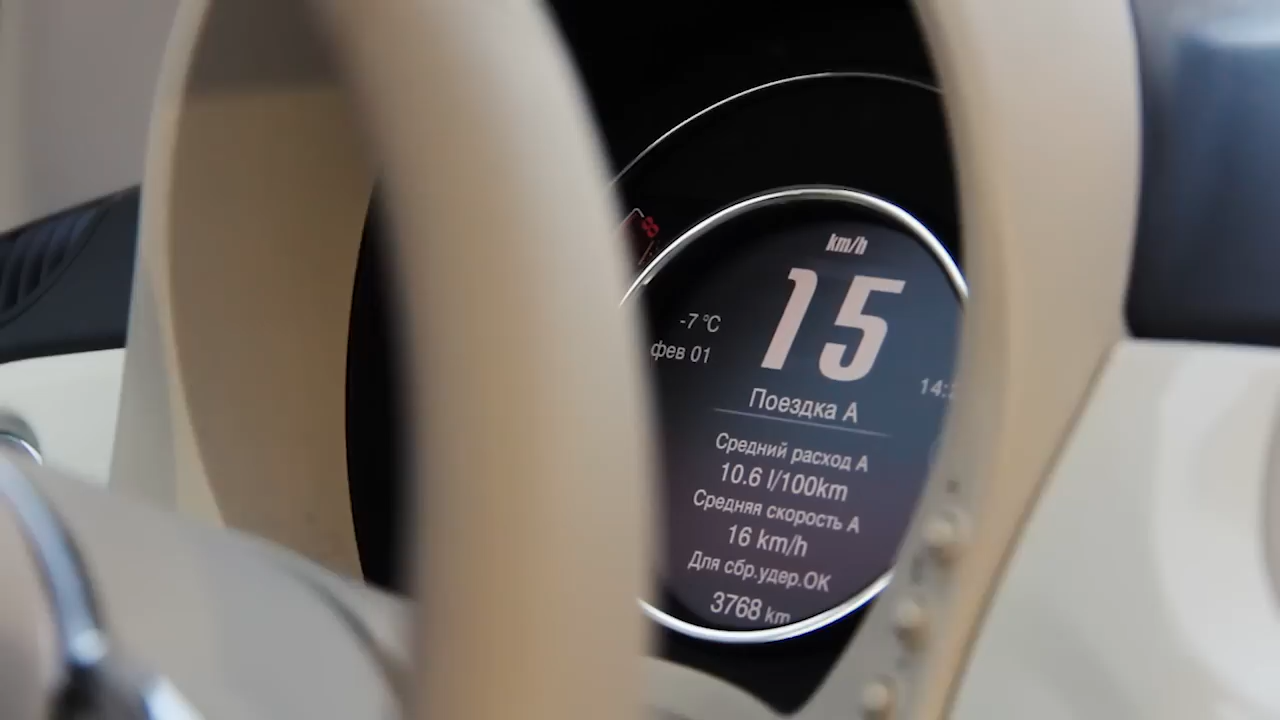 km/h
15
-7 °C
фев 01
14:
Поездка A
Средний расход A
10.6 l/100km
Средняя скорость A
16 km/h
Для сбр.удер.OK
3768 km